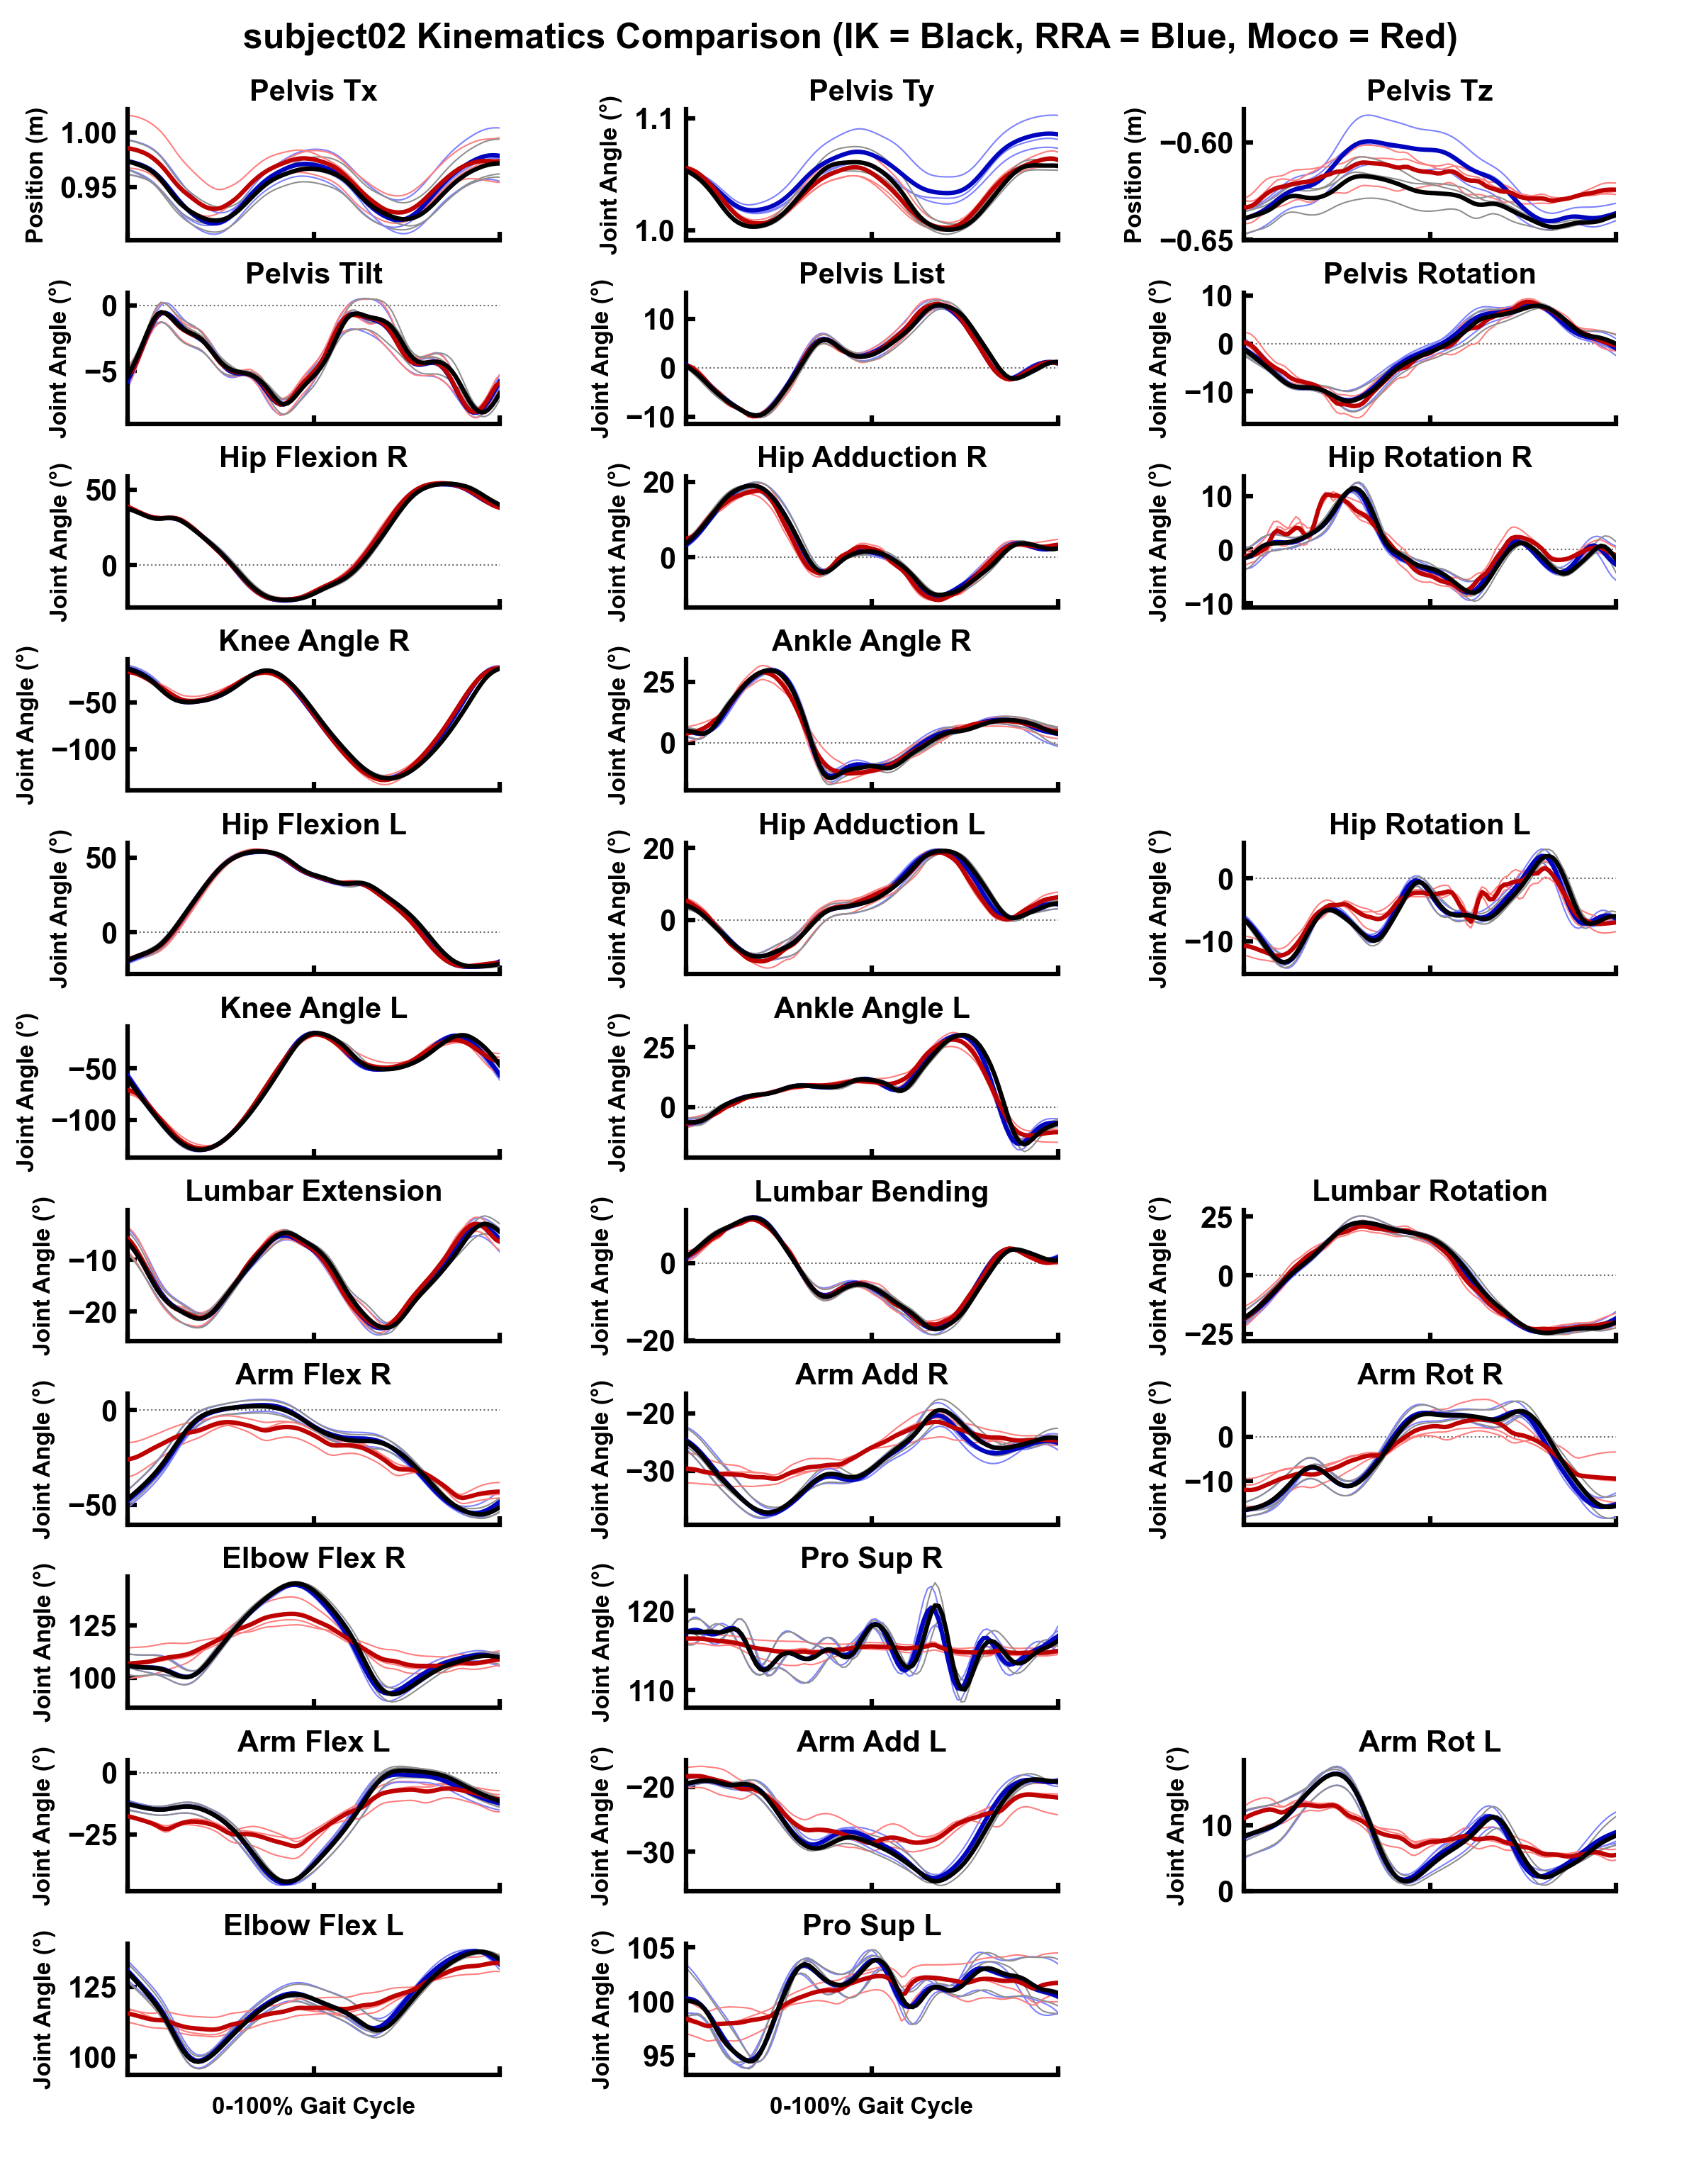 subject02 Kinematics Comparison (IK = Black, RRA = Blue, Moco = Red)
Pelvis Tx
Position (m)
1.00
0.95
Pelvis Ty
Joint Angle (°)
1.1
1.0
Pelvis Tz
Position (m)
−0.60
−0.65
Pelvis Tilt
Joint Angle (°)
0
−5
Pelvis List
Joint Angle (°)
10
0
−10
Pelvis Rotation
Joint Angle (°)
10
0
−10
Hip Flexion R
Joint Angle (°)
50
0
Hip Adduction R
Joint Angle (°)
20
0
Hip Rotation R
Joint Angle (°)
10
0
−10
Knee Angle R
Joint Angle (°)
−50
−100
Ankle Angle R
Joint Angle (°)
25
0
Hip Flexion L
Joint Angle (°)
50
0
Hip Adduction L
Joint Angle (°)
20
0
Hip Rotation L
Joint Angle (°)
0
−10
Knee Angle L
Joint Angle (°)
−50
−100
Ankle Angle L
Joint Angle (°)
25
0
Lumbar Extension
Joint Angle (°)
−10
−20
Lumbar Bending
Joint Angle (°)
0
−20
Lumbar Rotation
Joint Angle (°)
25
0
−25
Arm Flex R
Joint Angle (°)
0
−50
Arm Add R
Joint Angle (°)
−20
−30
Arm Rot R
Joint Angle (°)
0
−10
Elbow Flex R
Joint Angle (°)
125
100
Pro Sup R
Joint Angle (°)
120
110
Arm Flex L
Joint Angle (°)
0
−25
Arm Add L
Joint Angle (°)
−20
−30
Arm Rot L
Joint Angle (°)
10
0
Elbow Flex L
Joint Angle (°)
125
100
0-100% Gait Cycle
Pro Sup L
Joint Angle (°)
105
100
95
0-100% Gait Cycle